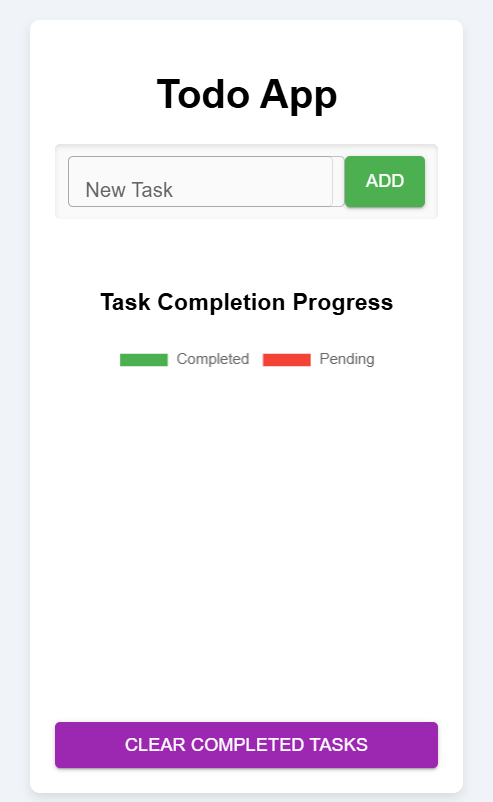 Todo App
New Task
ADD
Task Completion Progress
Completed Pending
CLEAR COMPLETED TASKS